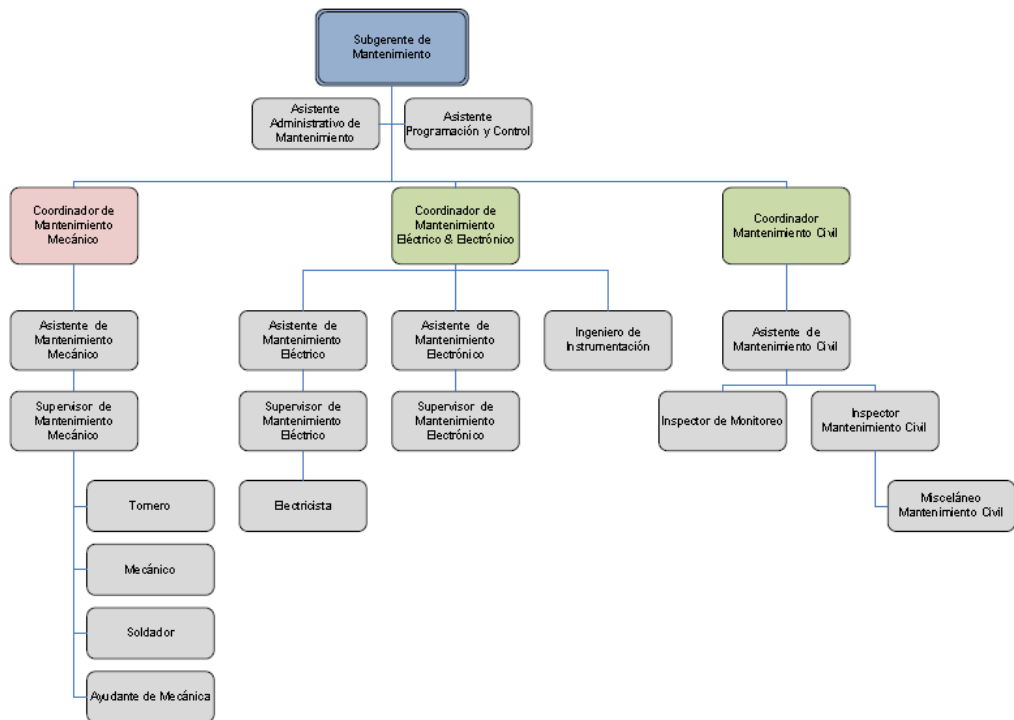 Subgerente de
Mantenimiento
Asistente
Administrativo de
Mantenimiento
Asistente
Programación y Control
Coordinador de
Mantenimiento
Mecánico
Coordinador de
Mantenimiento
Eléctrico & Electrónico
Coordinador
Mantenimiento Civil
Asistente de
Mantenimiento
Mecánico
Asistente de
Mantenimiento
Eléctrico
Asistente de
Mantenimiento
Electrónico
Ingeniero de
Instrumentación
Asistente de
Mantenimiento Civil
Supervisor de
Mantenimiento
Mecánico
Supervisor de
Mantenimiento
Eléctrico
Supervisor de
Mantenimiento
Electrónico
Inspector de Monitoreo
Inspector
Mantenimiento Civil
Tornero
Electricista
Misceláneo
Mantenimiento Civil
Mecánico
Soldador
Ayudante de Mecánica